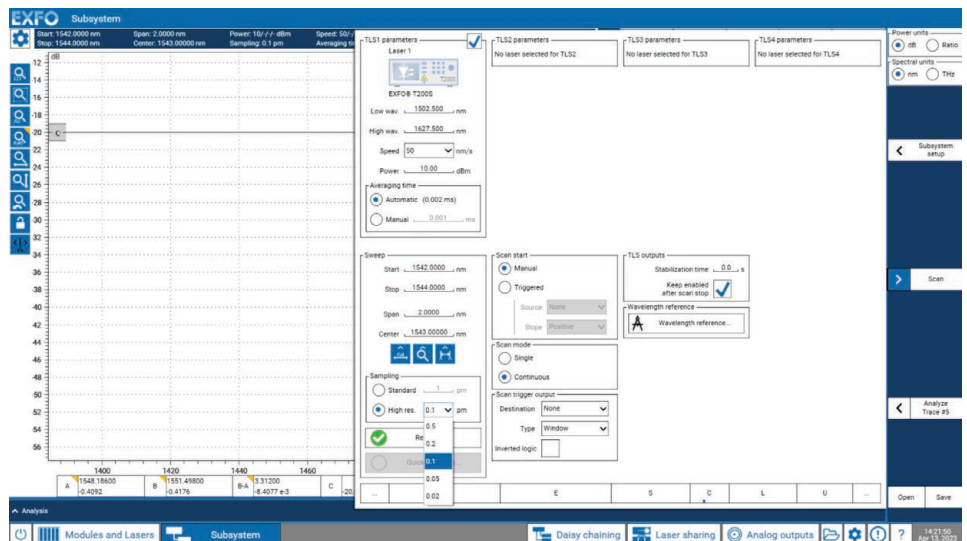 EXFO Subsystem
Start: 1542.0000 nm Span: 2.0000 nm Power: 10/-/-/- dBm Speed: 50/-/
Stop: 1544.0000 nm Center: 1543.00000 nm Sampling: 0.1 pm Averaging ti
dB
12
14
16
-18
-20
C
22
24
26
28
30
32
34
36
-38
40
42
44
46
-48
-50
52
54
56
1400 1420 1440 1460
A 1548.18600 -0.4092
B 1551.49800 -0.4176
B-A 3.31200 -8.4077 e-3
C -20.
TLS1 parameters
Laser 1
T200S
EXFO® T200S
Low wav. 1502.500 nm
High wav. 1627.500 nm
Speed 50 nm/s
Power 10.00 dBm
Averaging time
Automatic (0.002 ms)
Manual 0.001 ms
TLS2 parameters
No laser selected for TLS2
TLS3 parameters
No laser selected for TLS3
TLS4 parameters
No laser selected for TLS4
Sweep
Start 1542.0000 nm
Stop 1544.0000 nm
Span 2.0000 nm
Center 1543.00000 nm
Sampling
Standard 1 pm
High res. 0.1 pm
0.5
0.2
0.1
0.05
0.02
Re
Quick
Scan start
Manual
Triggered
Source None
Slope Positive
Scan mode
Single
Continuous
Scan trigger output
Destination None
Type Window
Inverted logic
TLS outputs
Stabilization time 0.0 s
Keep enabled
after scan stop
Wavelength reference
Wavelength reference...
... E S C L U ...
Power units
dB Ratio
Spectral units
nm THz
Subsystem
setup
Scan
Analyze
Trace #5
Open Save
Analysis
Modules and Lasers Subsystem Daisy chaining Laser sharing Analog outputs ? 14:21:50
Apr 13, 2023